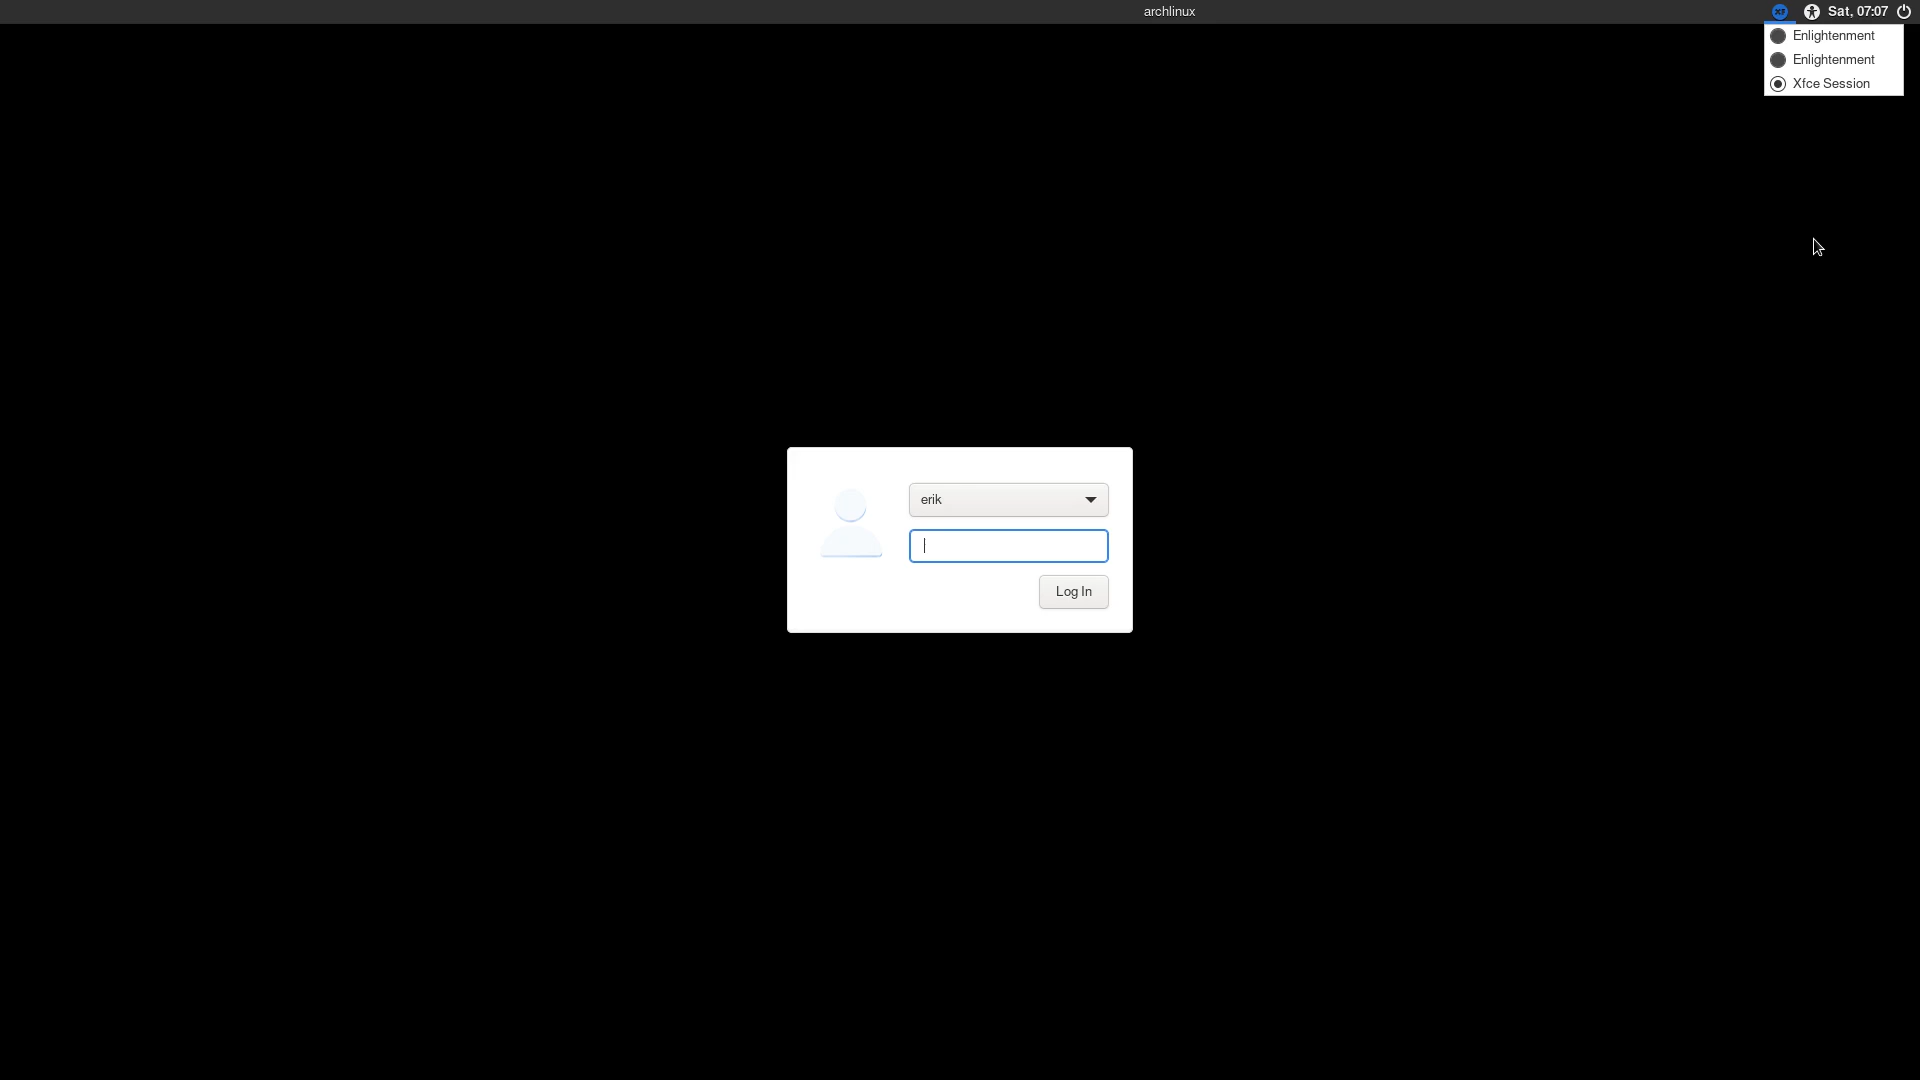 archlinux
Sat, 07:07
Enlightenment
Enlightenment
Xfce Session
erik
Log In